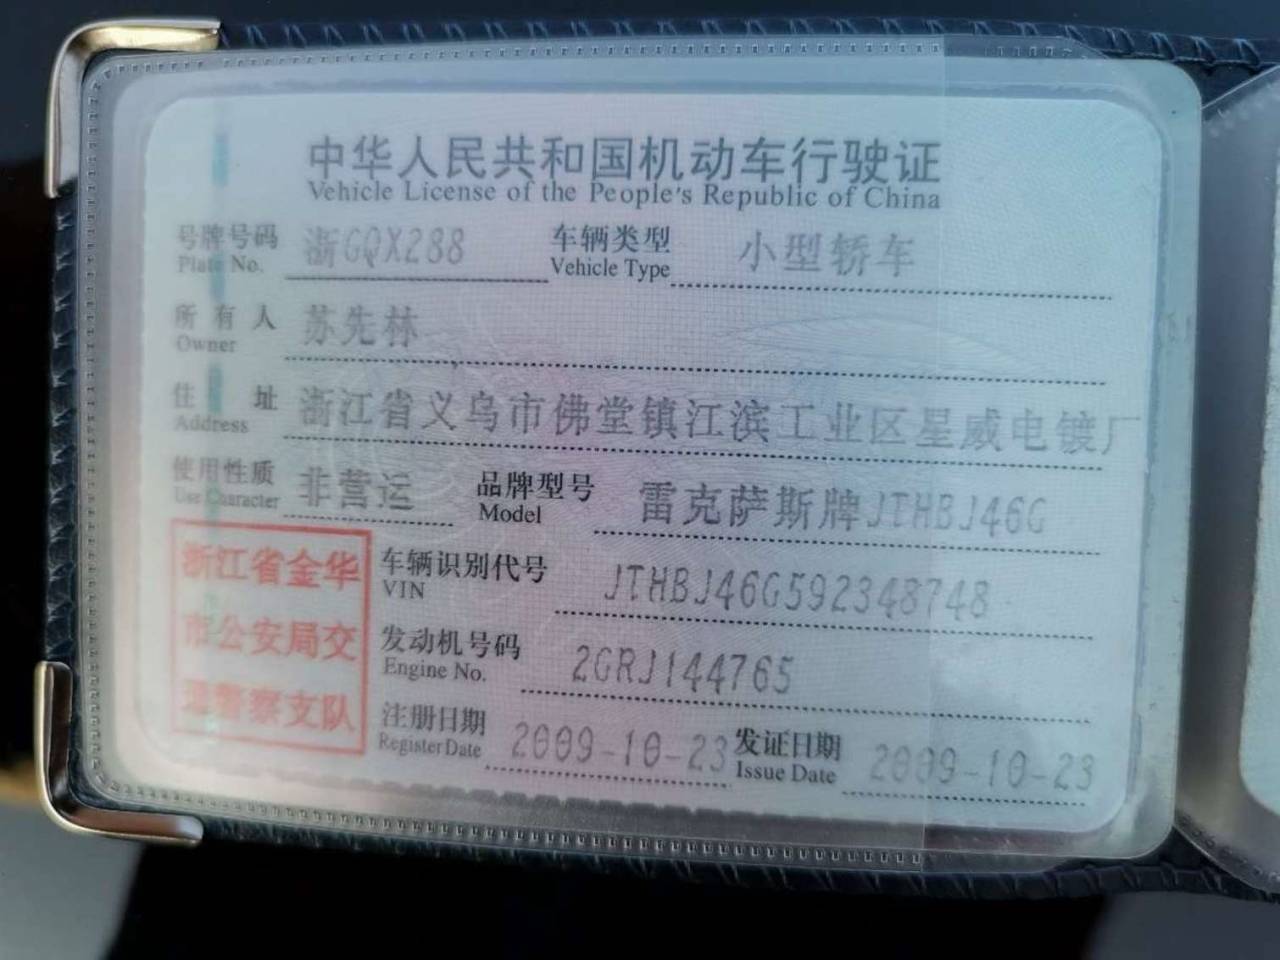 中华人民共和国机动车行驶证
Vehicle License of the People's Republic of China
号牌号码 浙GQX288 车辆类型 小型轿车
Plate No. Vehicle Type
所有人 苏先林
Owner
住址 浙江省义乌市佛堂镇江滨工业区星威电镀厂
Address
使用性质 非营运 品牌型号 雷克萨斯牌JTHBJ46G
Use Character Model
浙江省金华
市公安局交
通警察支队
车辆识别代号 JTHBJ46G592348748
VIN
发动机号码 2GRJ144765
Engine No.
注册日期 2009-10-23 发证日期 2009-10-23
Register Date Issue Date